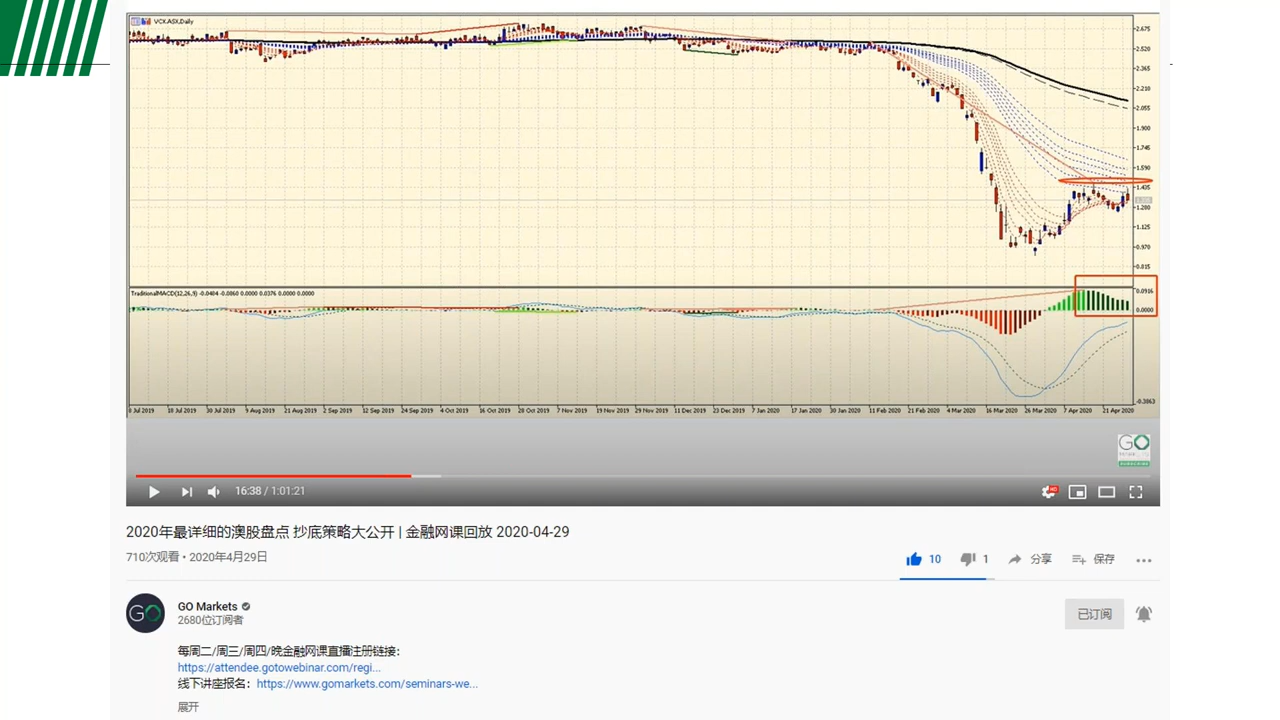 VCX.ASX,Daily
2.675
2.520
2.365
2.210
2.055
1.900
1.745
1.590
1.435
1.280
1.125
0.970
0.815
TraditionalMACD(12,26,9) -0.0484 -0.0860 0.0000 0.0376 0.0000 0.0000
0.0916
0.0000
-0.3863
8 Jul 2019 18 Jul 2019 30 Jul 2019 9 Aug 2019 21 Aug 2019 2 Sep 2019 12 Sep 2019 24 Sep 2019 4 Oct 2019 16 Oct 2019 28 Oct 2019 7 Nov 2019 19 Nov 2019 29 Nov 2019 11 Dec 2019 23 Dec 2019 7 Jan 2020 17 Jan 2020 30 Jan 2020 11 Feb 2020 21 Feb 2020 4 Mar 2020 16 Mar 2020 26 Mar 2020 7 Apr 2020 21 Apr 2020
GO
MARKETS
SUBSCRIBE
16:38 / 1:01:21
HD
2020年最详细的澳股盘点 抄底策略大公开 | 金融网课回放 2020-04-29
710次观看 • 2020年4月29日
10 1 分享 保存
GO
GO Markets
2680位订阅者
已订阅
每周二/周三/周四/晚金融网课直播注册链接：
https://attendee.gotowebinar.com/regi...
线下讲座报名：https://www.gomarkets.com/seminars-we...
展开